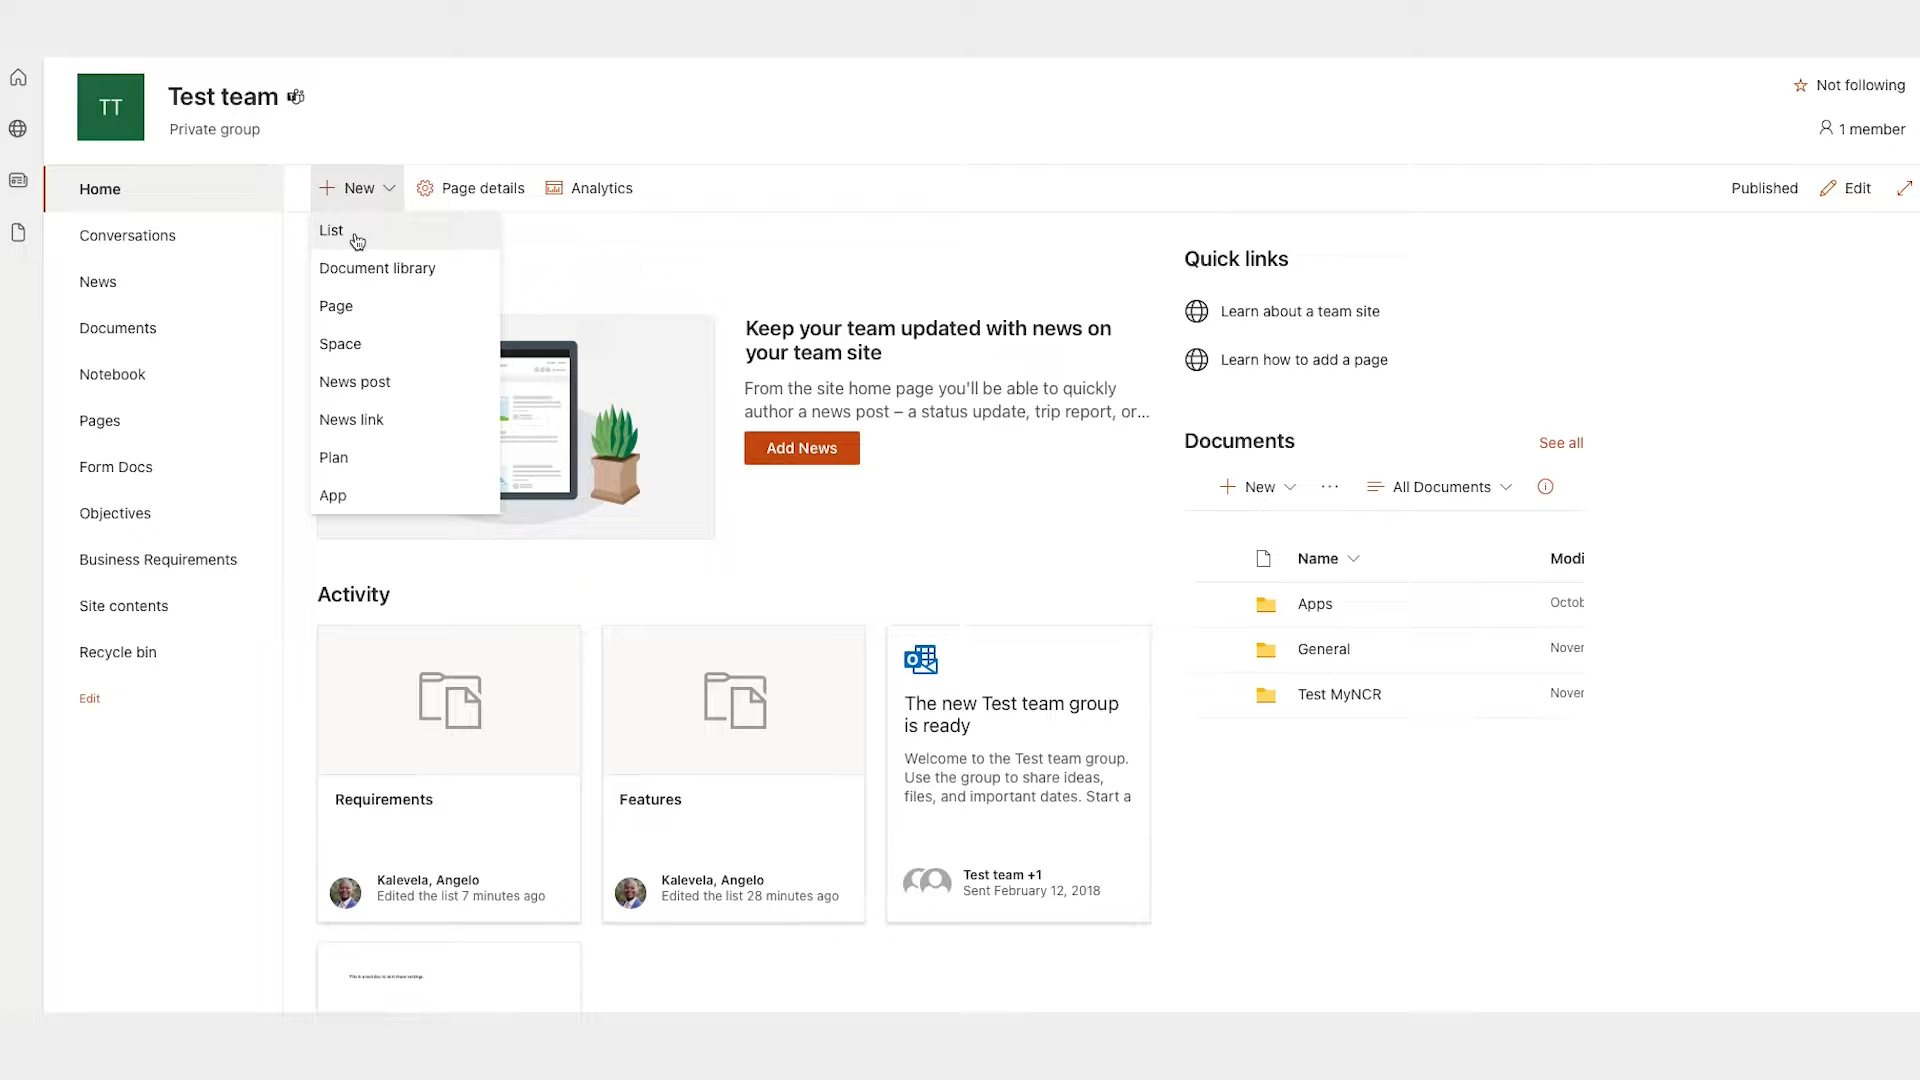 TT
Test team
Private group
Not following
1 member
Home
Conversations
News
Documents
Notebook
Pages
Form Docs
Objectives
Business Requirements
Site contents
Recycle bin
Edit
New
Page details
Analytics
Published
Edit
List
Document library
Page
Space
News post
News link
Plan
App
Keep your team updated with news on
your team site
From the site home page you'll be able to quickly
author a news post – a status update, trip report, or...
Add News
Quick links
Learn about a team site
Learn how to add a page
Documents
See all
New
All Documents
Name
Modi
Apps
Octob
General
Nover
Test MyNCR
Nover
Activity
Requirements
Kalevela, Angelo
Edited the list 7 minutes ago
Features
Kalevela, Angelo
Edited the list 28 minutes ago
The new Test team group
is ready
Welcome to the Test team group.
Use the group to share ideas,
files, and important dates. Start a
Test team +1
Sent February 12, 2018